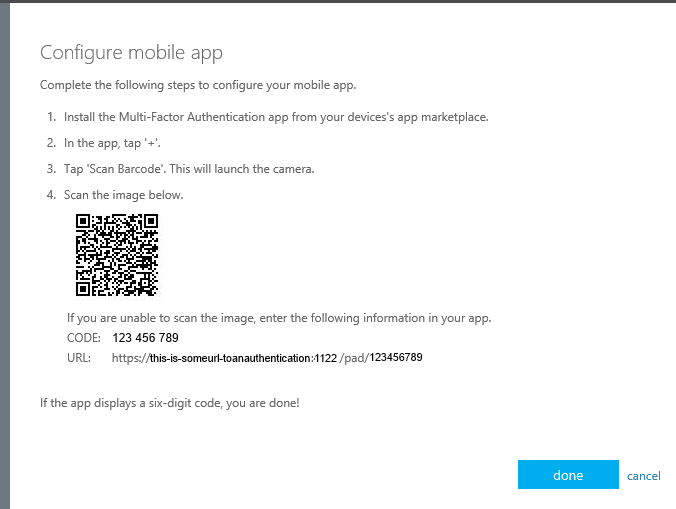 Configure mobile app
Complete the following steps to configure your mobile app.
1. Install the Multi-Factor Authentication app from your devices's app marketplace.
2. In the app, tap '+'.
3. Tap 'Scan Barcode'. This will launch the camera.
4. Scan the image below.
If you are unable to scan the image, enter the following information in your app.
CODE: 123 456 789
URL: https://this-is-someurl-toanauthentication:1122 /pad/123456789
If the app displays a six-digit code, you are done!
done cancel